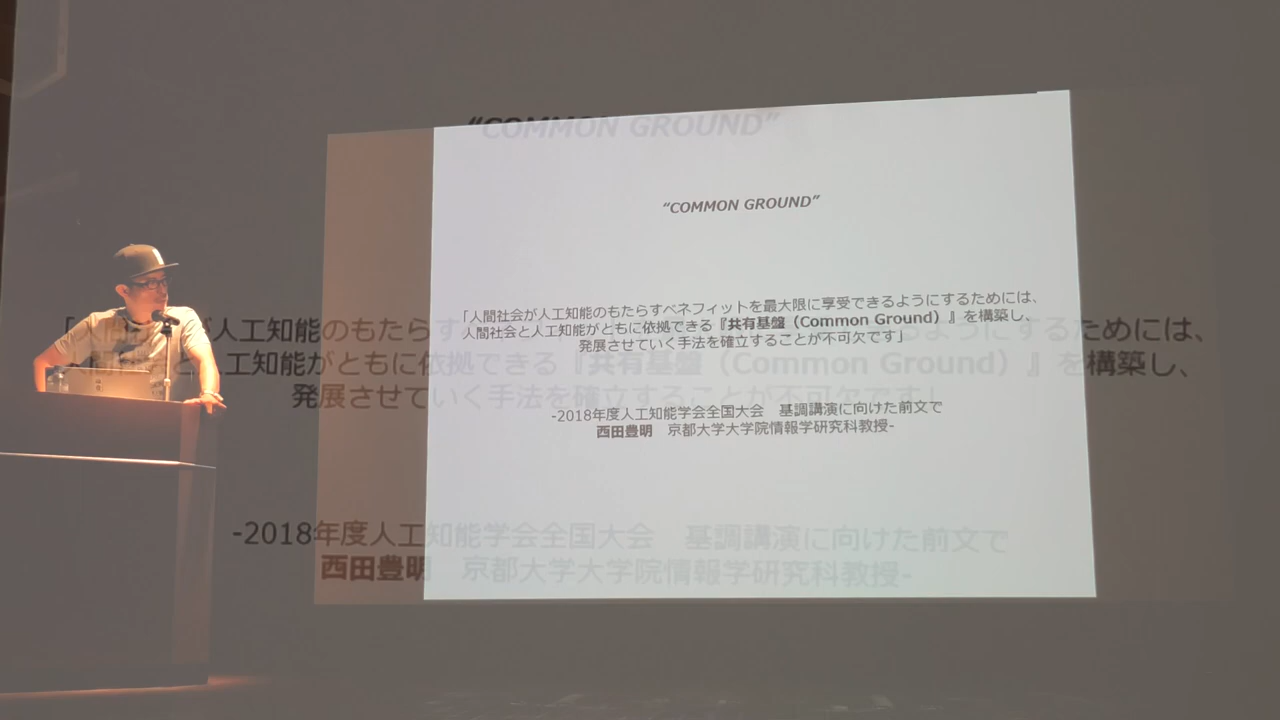 “COMMON GROUND”
「人間社会が人工知能のもたらすベネフィットを最大限に享受できるようにするためには、
人間社会と人工知能がともに依拠できる『共有基盤（Common Ground）』を構築し、
発展させていく手法を確立することが不可欠です」
-2018年度人工知能学会全国大会　基調講演に向けた前文で
西田豊明　京都大学大学院情報学研究科教授-